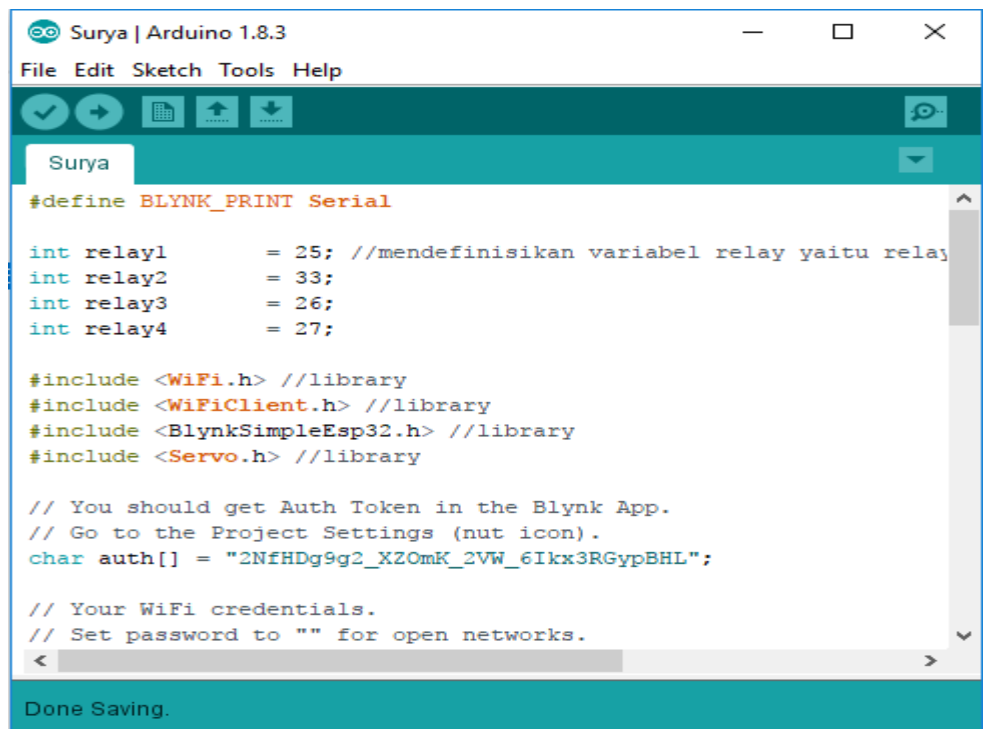 Surya | Arduino 1.8.3
File Edit Sketch Tools Help
Surya
#define BLYNK_PRINT Serial
int relay1 = 25; //mendefinisikan variabel relay yaitu relay
int relay2 = 33;
int relay3 = 26;
int relay4 = 27;
#include <WiFi.h> //library
#include <WiFiClient.h> //library
#include <BlynkSimpleEsp32.h> //library
#include <Servo.h> //library
// You should get Auth Token in the Blynk App.
// Go to the Project Settings (nut icon).
char auth[] = "2NfHDg9g2_XZOmK_2VW_6Ikx3RGypBHL";
// Your WiFi credentials.
// Set password to "" for open networks.
Done Saving.